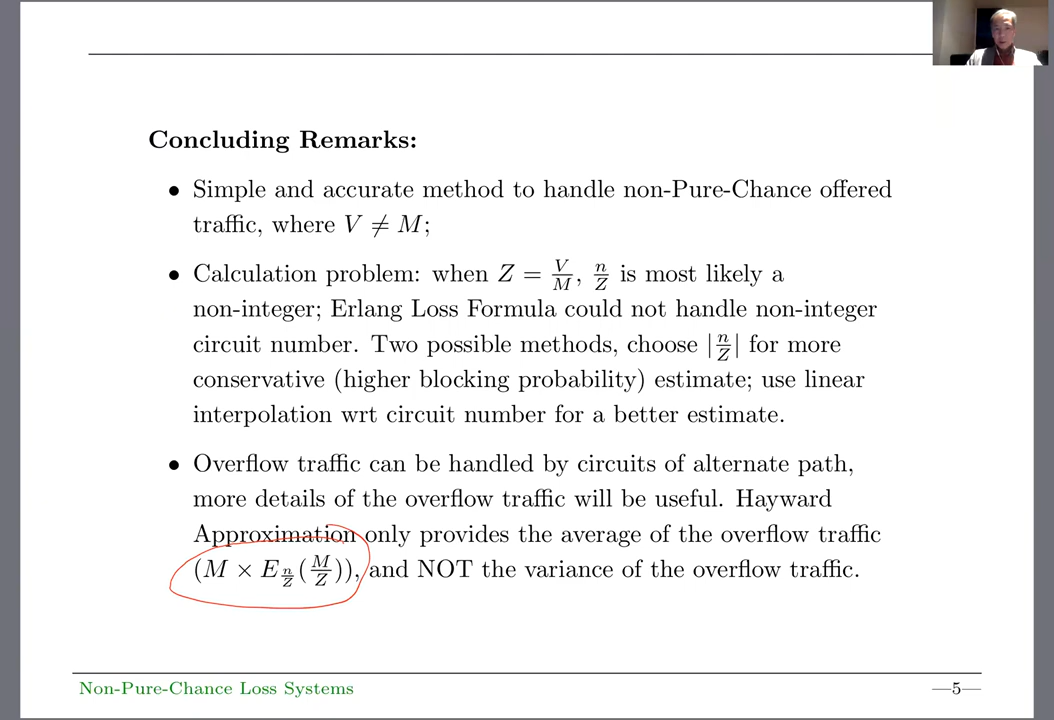 Concluding Remarks:
• Simple and accurate method to handle non-Pure-Chance offered
traffic, where V ≠ M;
• Calculation problem: when Z = V/M, n/Z is most likely a
non-integer; Erlang Loss Formula could not handle non-integer
circuit number. Two possible methods, choose |n/Z| for more
conservative (higher blocking probability) estimate; use linear
interpolation wrt circuit number for a better estimate.
• Overflow traffic can be handled by circuits of alternate path,
more details of the overflow traffic will be useful. Hayward
Approximation only provides the average of the overflow traffic
(M × E_{n/Z}(M/Z)), and NOT the variance of the overflow traffic.
Non-Pure-Chance Loss Systems
—5—